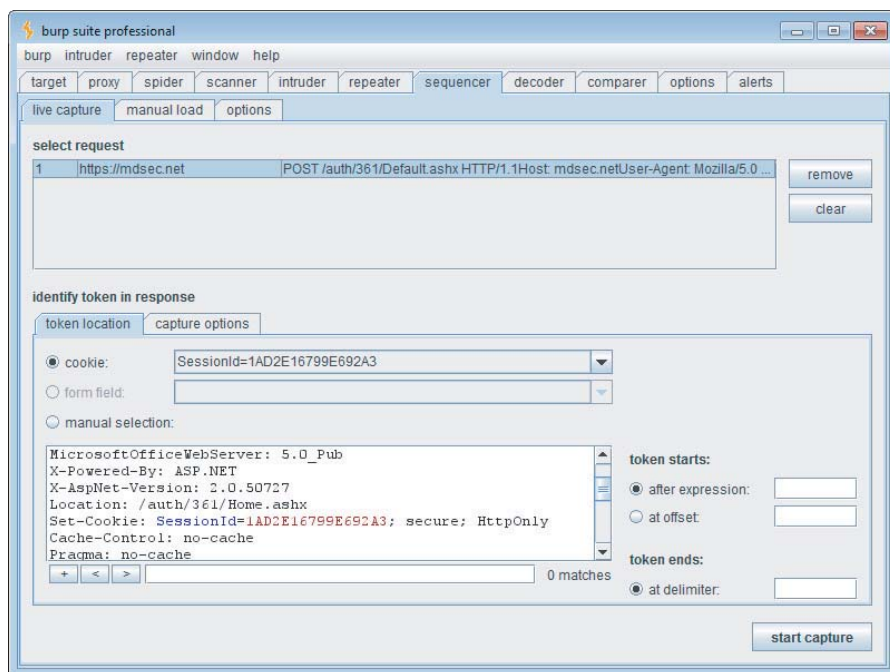 burp suite professional
burp intruder repeater window help
target proxy spider scanner intruder repeater sequencer decoder comparer options alerts
live capture manual load options
select request
1 https://mdsec.net POST /auth/361/Default.ashx HTTP/1.1Host: mdsec.netUser-Agent: Mozilla/5.0 ...
remove
clear
identify token in response
token location capture options
cookie: SessionId=1AD2E16799E692A3
form field:
manual selection:
MicrosoftOfficeWebServer: 5.0_Pub
X-Powered-By: ASP.NET
X-AspNet-Version: 2.0.50727
Location: /auth/361/Home.ashx
Set-Cookie: SessionId=1AD2E16799E692A3; secure; HttpOnly
Cache-Control: no-cache
Pragma: no-cache
+ < > 0 matches
token starts:
after expression:
at offset:
token ends:
at delimiter:
start capture